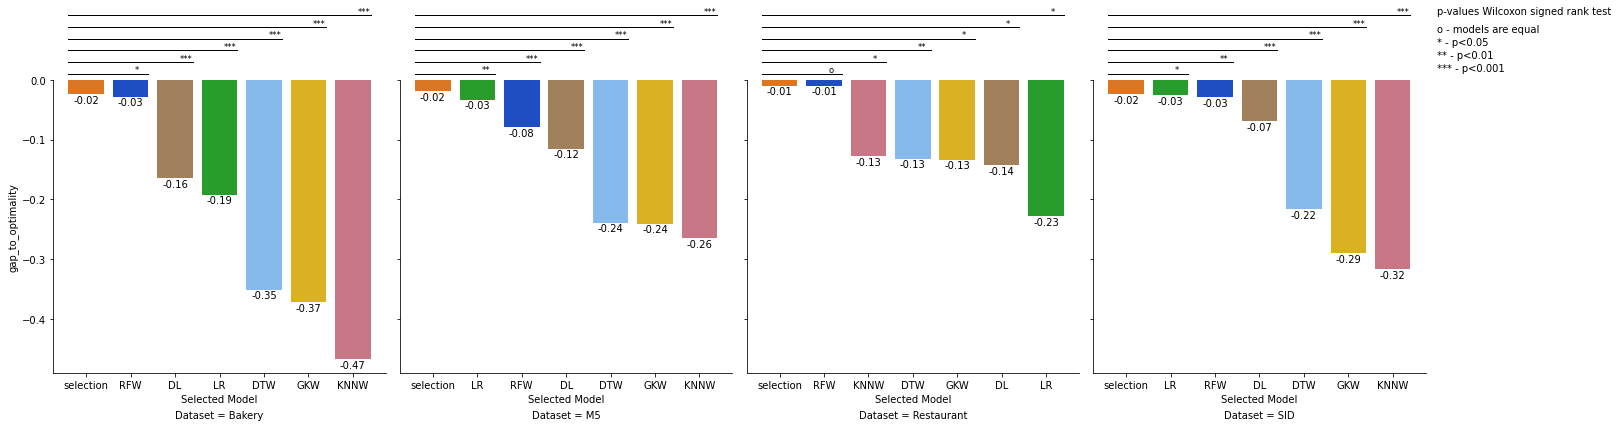 p-values Wilcoxon signed rank test
o - models are equal
* - p<0.05
** - p<0.01
*** - p<0.001
gap_to_optimality
0.0
−0.1
−0.2
−0.3
−0.4
***
***
***
***
***
*
-0.02
-0.03
-0.16
-0.19
-0.35
-0.37
-0.47
selection RFW DL LR DTW GKW KNNW
Selected Model
Dataset = Bakery
***
***
***
***
***
**
-0.02
-0.03
-0.08
-0.12
-0.24
-0.24
-0.26
selection LR RFW DL DTW GKW KNNW
Selected Model
Dataset = M5
*
*
*
**
*
o
-0.01
-0.01
-0.13
-0.13
-0.13
-0.14
-0.23
selection RFW KNNW DTW GKW DL LR
Selected Model
Dataset = Restaurant
***
***
***
***
**
*
-0.02
-0.03
-0.03
-0.07
-0.22
-0.29
-0.32
selection LR RFW DL DTW GKW KNNW
Selected Model
Dataset = SID